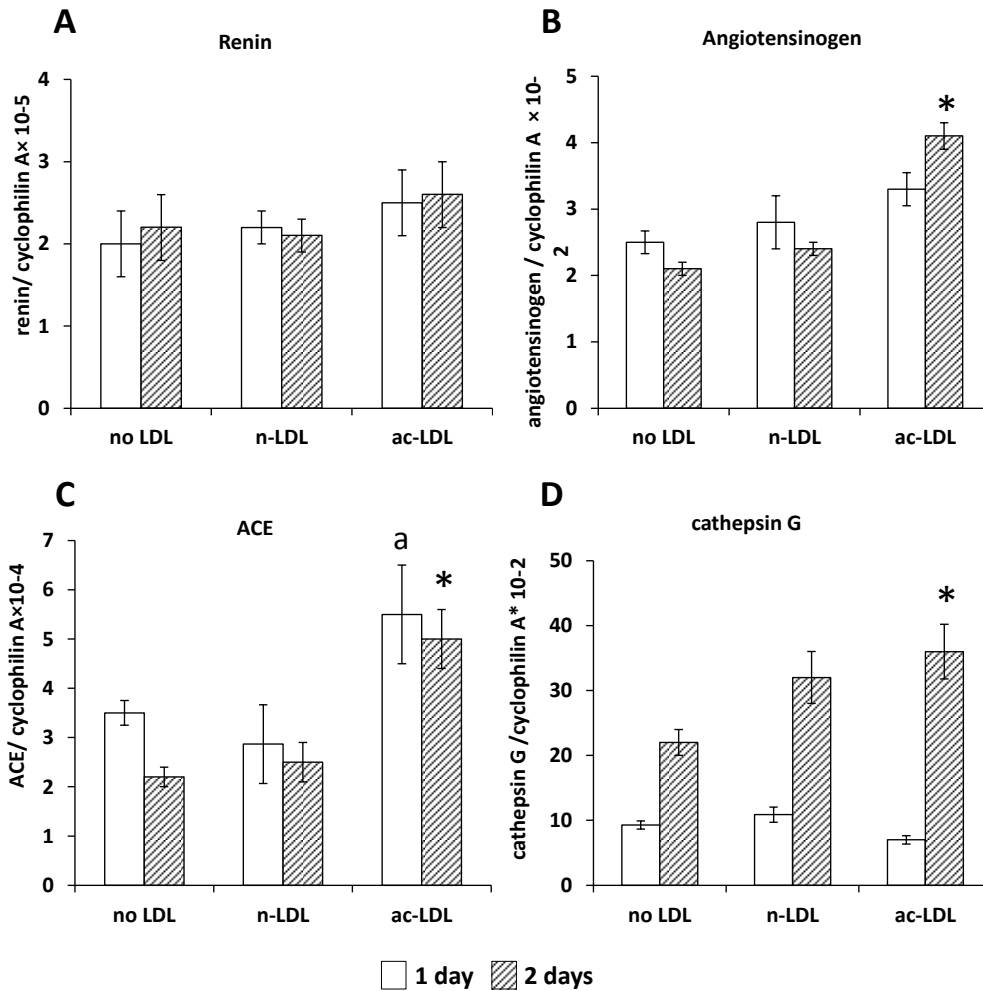 A
Renin
renin/ cyclophilin A× 10-5
4
3
2
1
0
no LDL
n-LDL
ac-LDL
B
Angiotensinogen
angiotensinogen / cyclophilin A × 10-
2
5
4
3
2
1
0
*
no LDL
n-LDL
ac-LDL
C
ACE
ACE/ cyclophilin A×10-4
7
6
5
4
3
2
1
0
a
*
no LDL
n-LDL
ac-LDL
D
cathepsin G
cathepsin G /cyclophilin A* 10-2
50
40
30
20
10
0
*
no LDL
n-LDL
ac-LDL
1 day
2 days